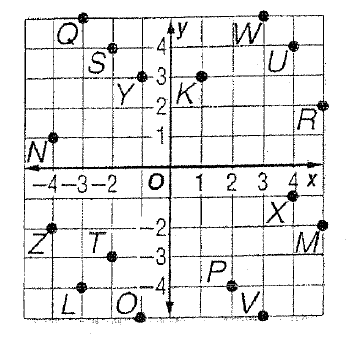 Q y W
S 4 U
Y 3 K
2 R
N 1
−4 −3 −2 O 1 2 3 4 x
X
Z −2 M
T −3
L −4 P
O V